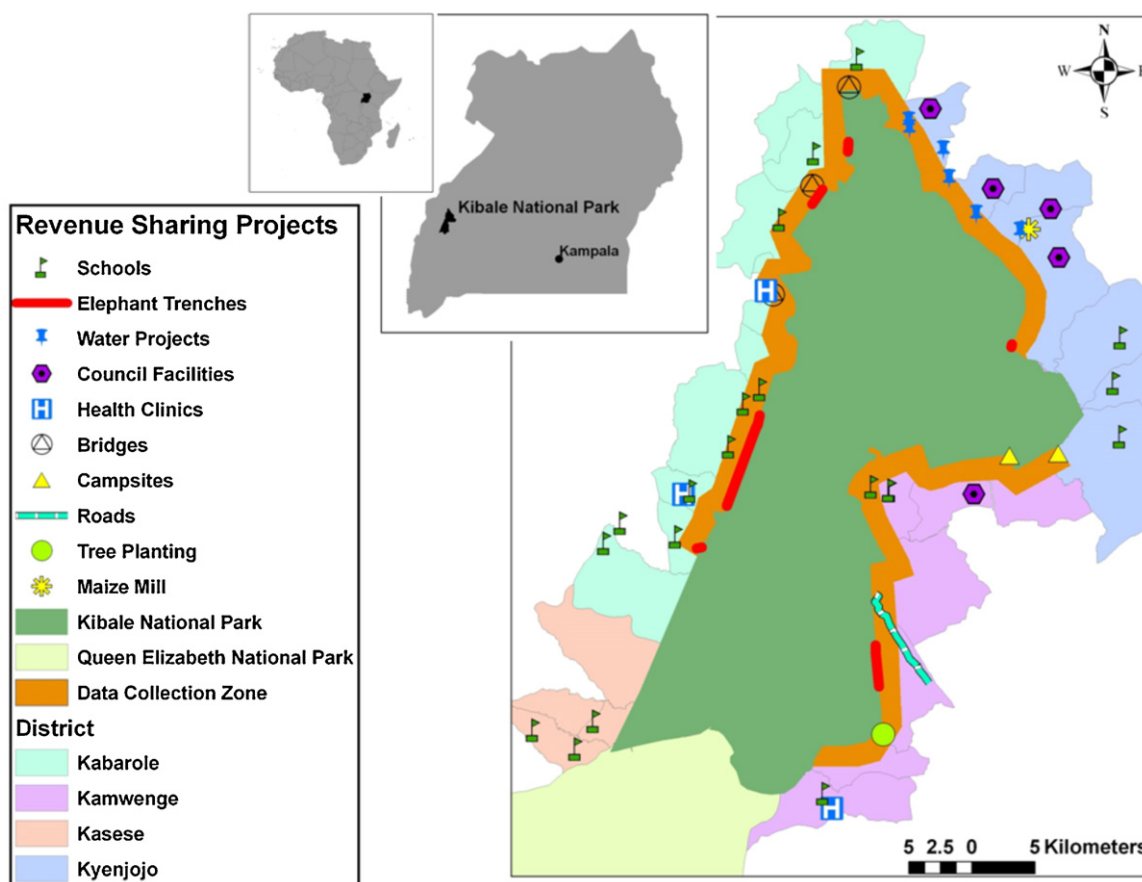 Kibale National Park
Kampala
N
W
E
S
Revenue Sharing Projects
Schools
Elephant Trenches
Water Projects
Council Facilities
H
Health Clinics
Bridges
Campsites
Roads
Tree Planting
Maize Mill
Kibale National Park
Queen Elizabeth National Park
Data Collection Zone
District
Kabarole
Kamwenge
Kasese
Kyenjojo
H
H
H
5 2.5 0 5 Kilometers